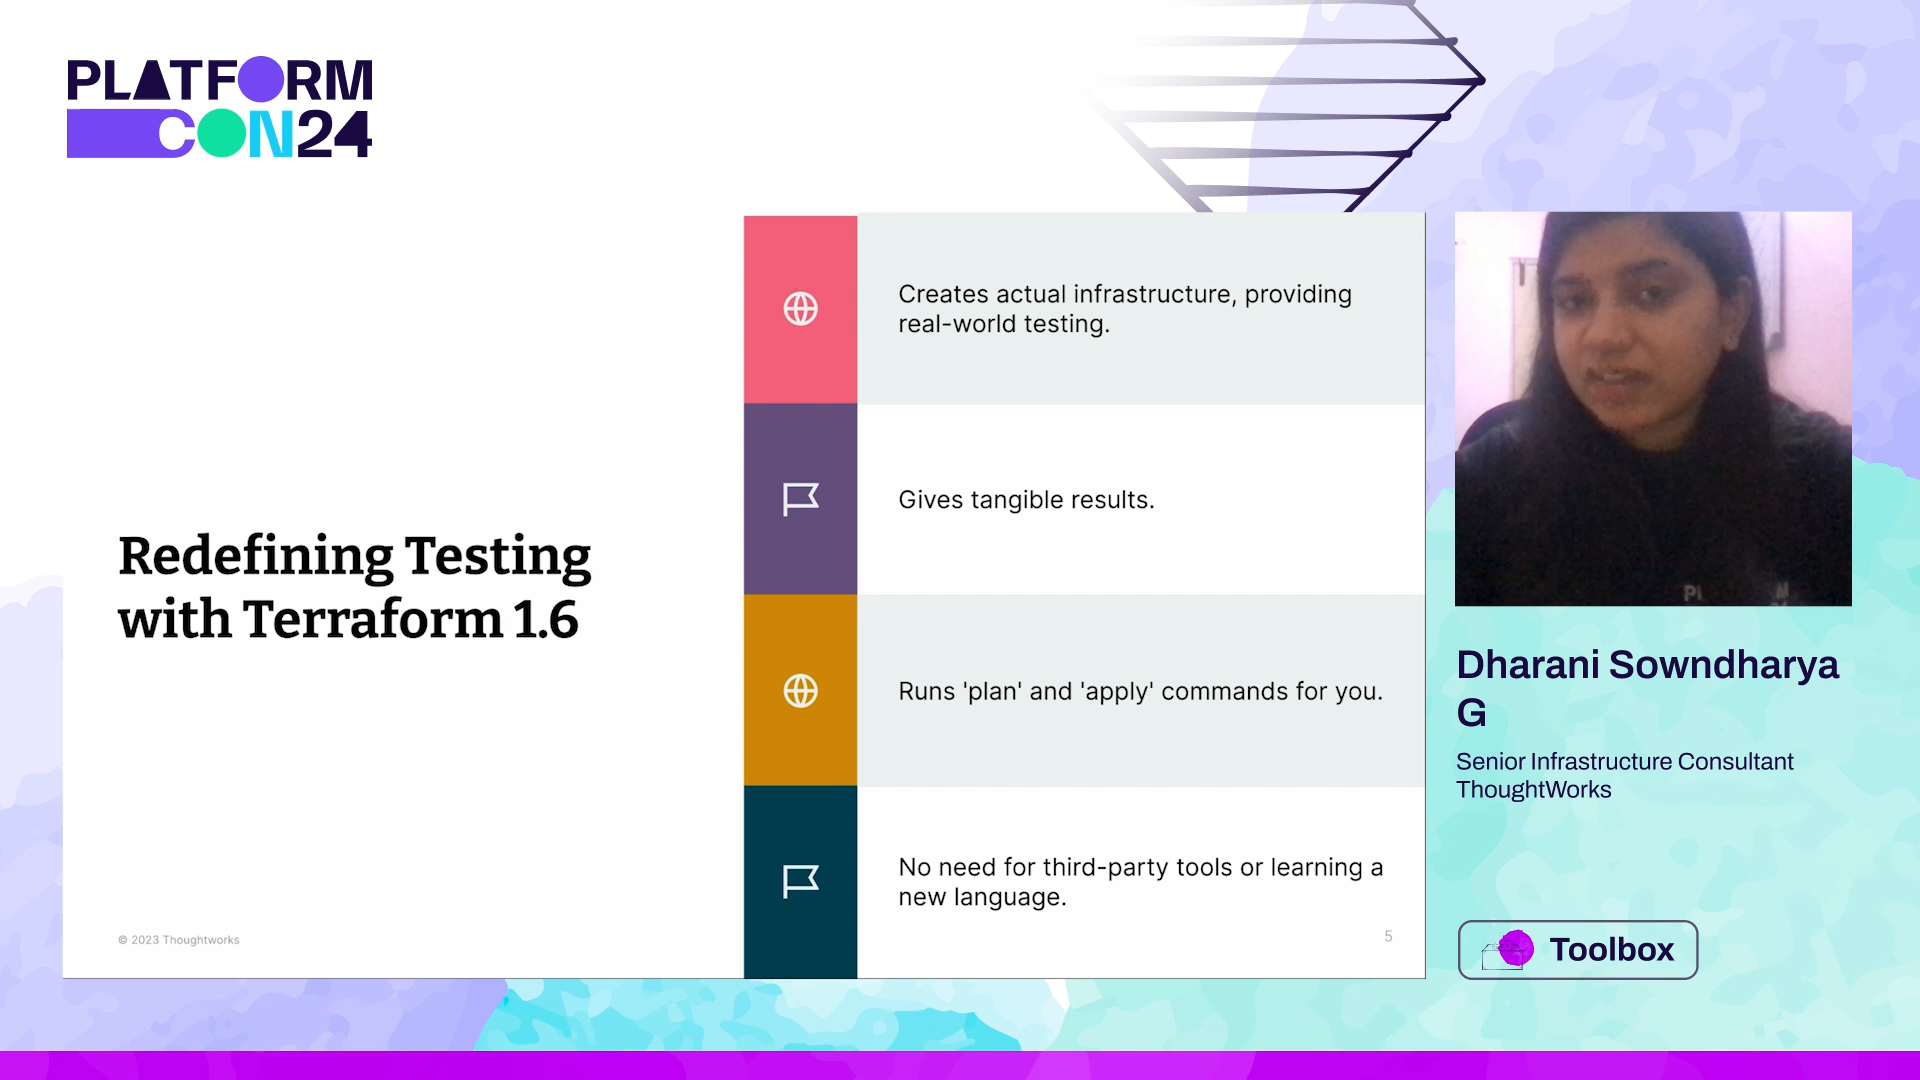 PLATFORM
CON24
Creates actual infrastructure, providing
real-world testing.
Gives tangible results.
Redefining Testing
with Terraform 1.6
Runs 'plan' and 'apply' commands for you.
No need for third-party tools or learning a
new language.
© 2023 Thoughtworks
5
Dharani Sowndharya
G
Senior Infrastructure Consultant
ThoughtWorks
Toolbox